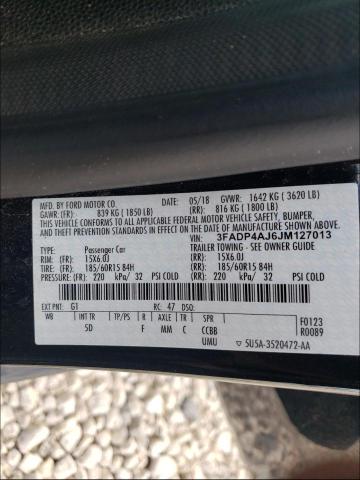 MFD. BY FORD MOTOR CO. 05/18 GVWR: 1642 KG ( 3620 LB)
GAWR: (FR): 839 KG ( 1850 LB) (RR): 816 KG ( 1800 LB)
THIS VEHICLE CONFORMS TO ALL APPLICABLE FEDERAL MOTOR VEHICLE SAFETY, BUMPER,
AND THEFT PREVENTION STANDARDS IN EFFECT ON THE DATE OF MANUFACTURE SHOWN ABOVE.
VIN: 3FADP4AJ6JM127013
TYPE: Passenger Car TRAILER TOWING - SEE OWNER GUIDE
RIM: (FR): 15X6.0J (RR): 15X6.0J
TIRE: 185/60R15 84H (RR): 185/60R15 84H
PRESSURE: (FR): 220 kPa/ 32 PSI COLD (RR): 220 kPa/ 32 PSI COLD
EXT PNT: G1 RC: 47 DSO:
WB INT TR TP/PS R AXLE TR SPR F0123
5D F MM C CCBB R0089
UMU 5U5A-3520472-AA